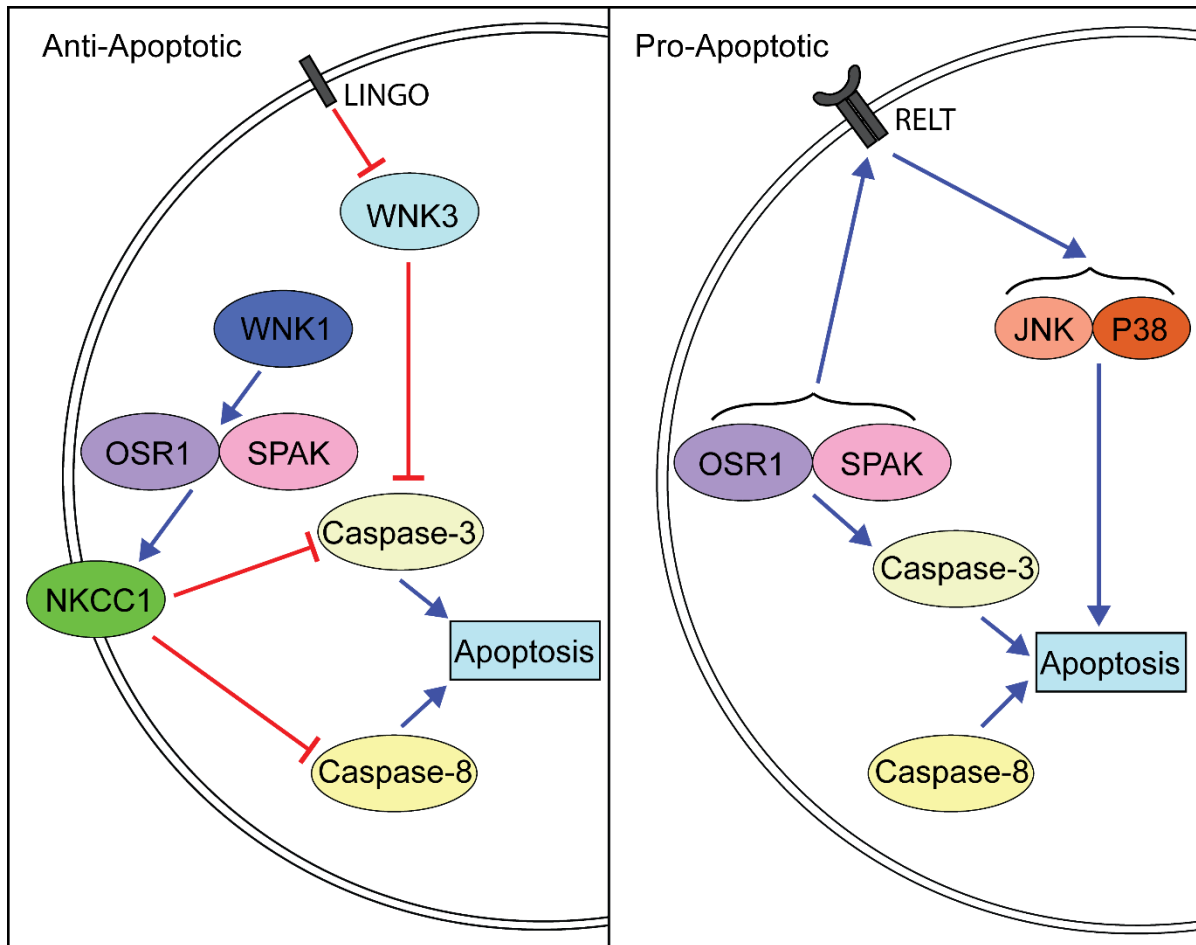 Anti-Apoptotic
LINGO
WNK3
WNK1
OSR1
SPAK
Caspase-3
NKCC1
Apoptosis
Caspase-8
Pro-Apoptotic
RELT
JNK
P38
OSR1
SPAK
Caspase-3
Apoptosis
Caspase-8